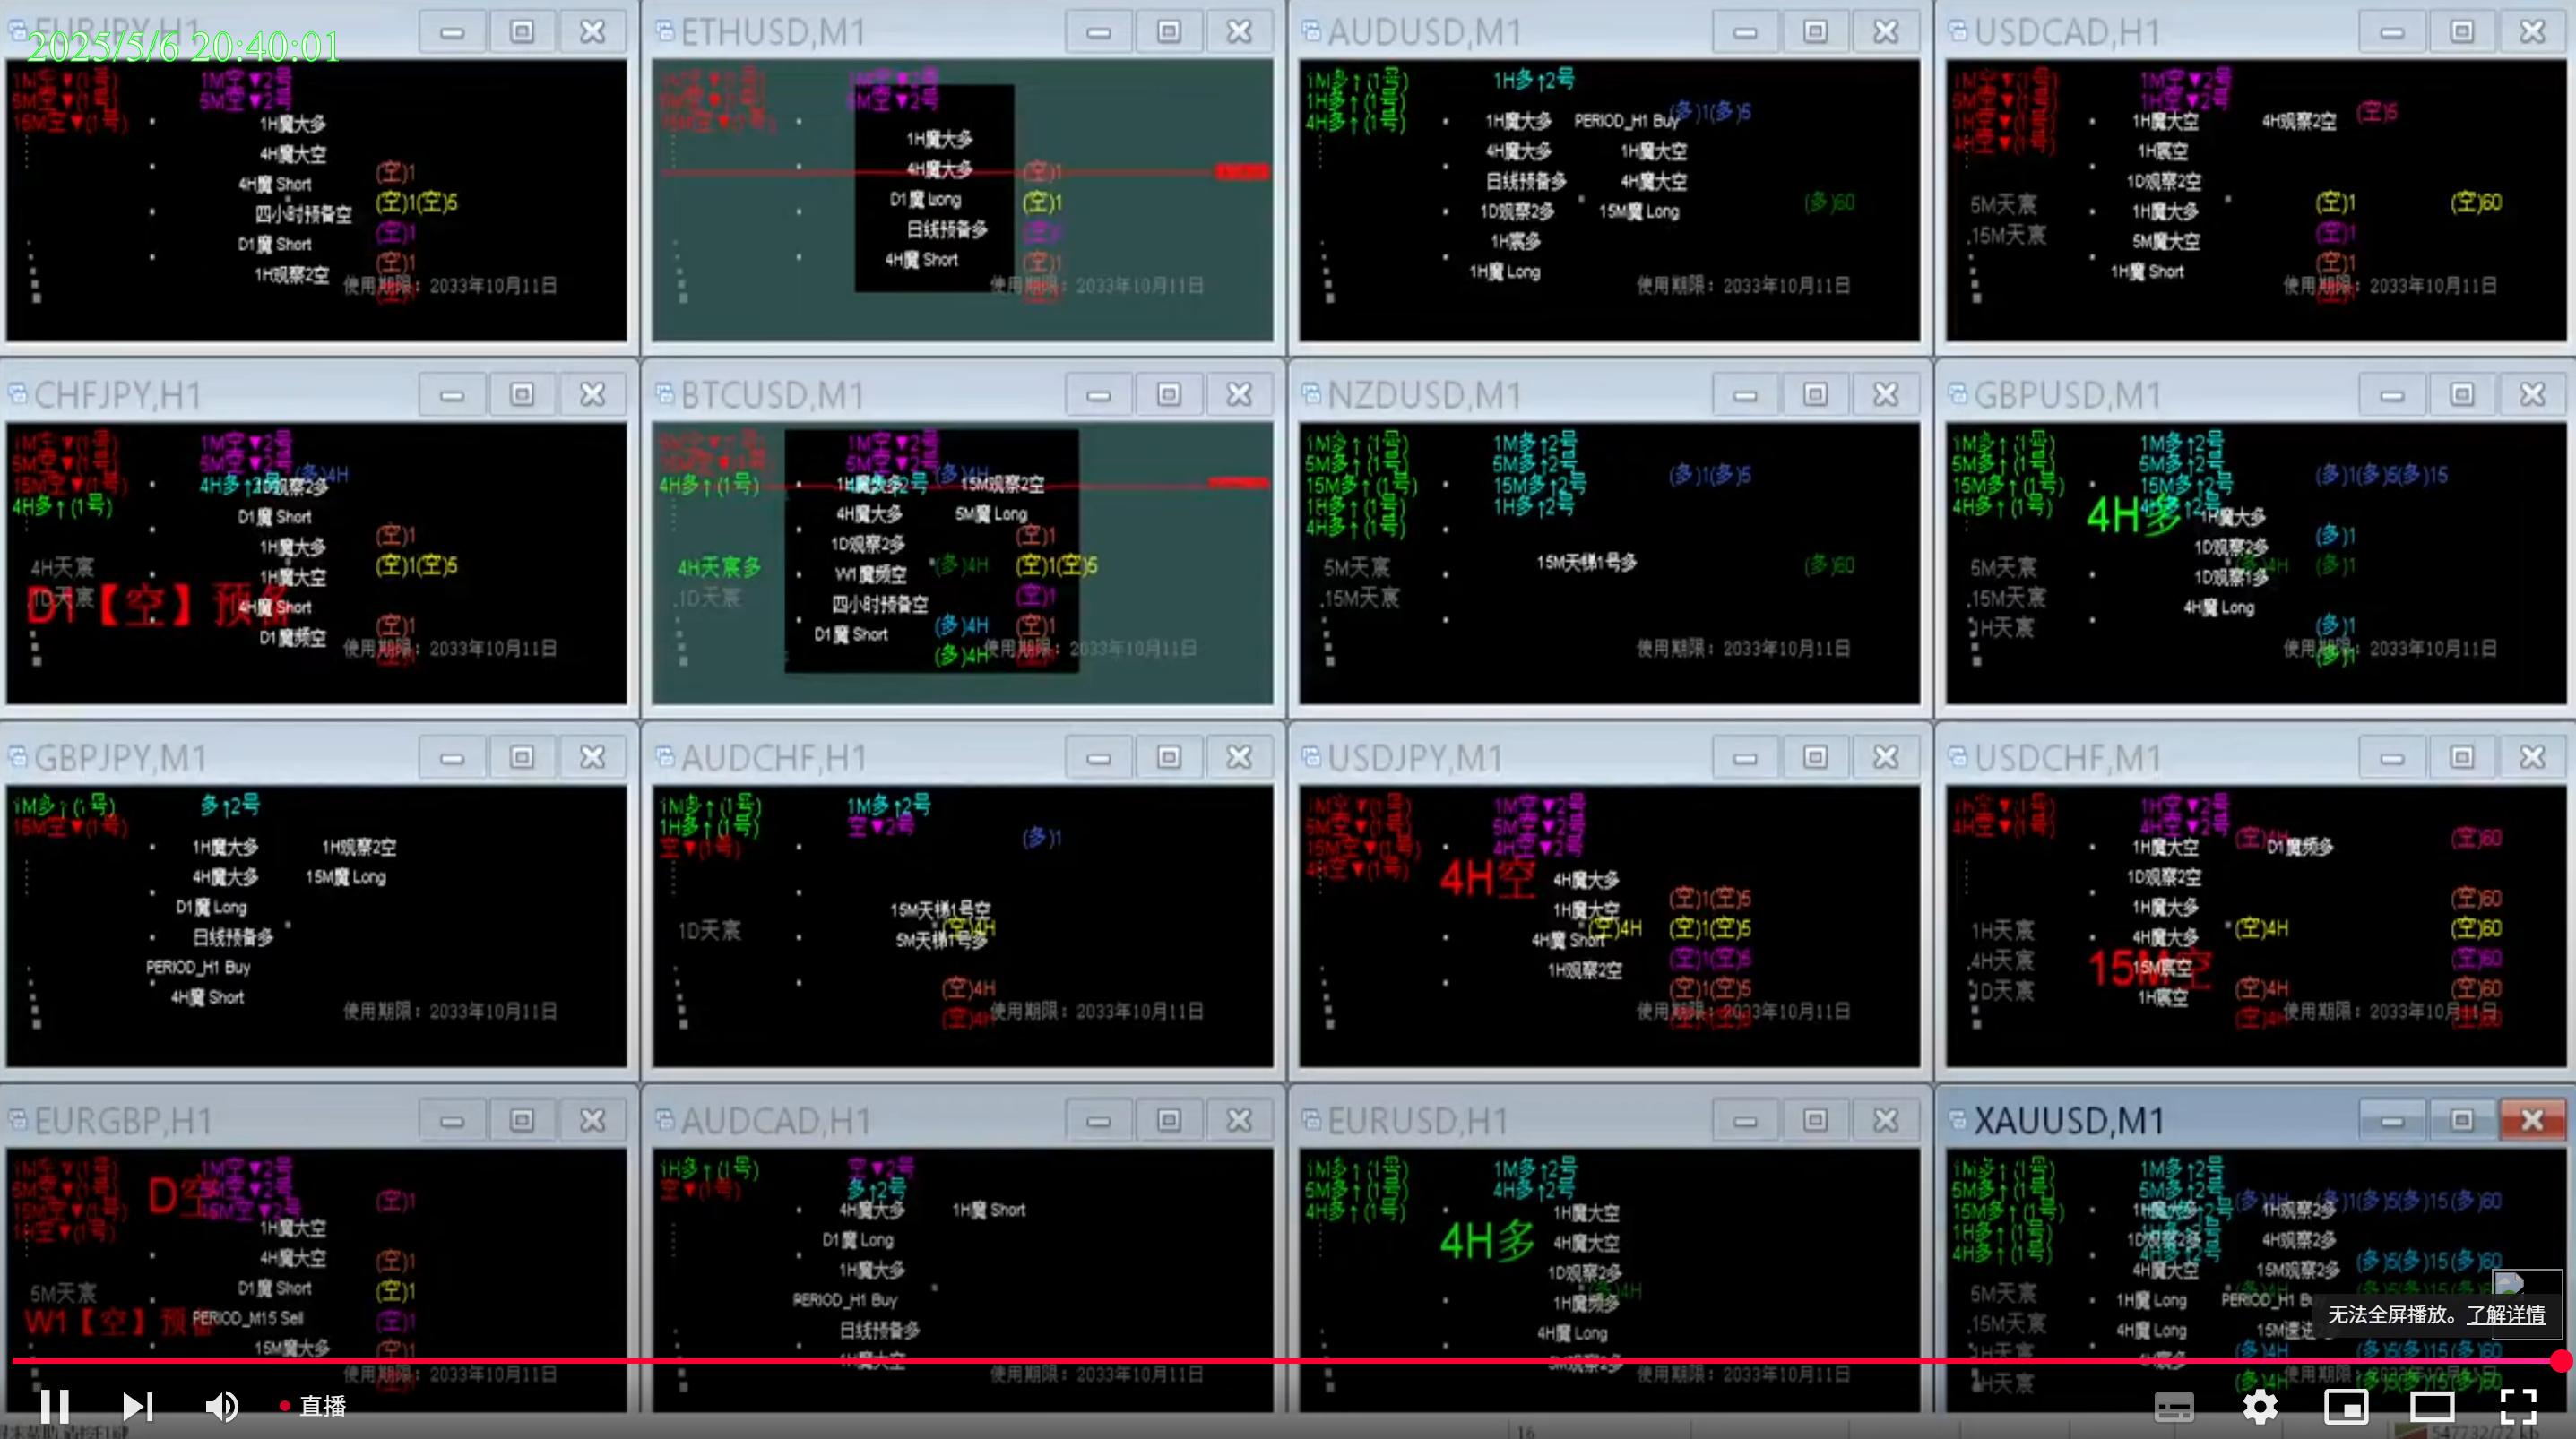 EURJPY,H1
2025/5/6 20:40:01
1M空▼(1号)
5M空▼(1号)
15M空▼(1号)
1M空▼2号
5M空▼2号
1H魔大多
4H魔大空
4H魔 Short
四小时预备空
D1魔 Short
1H观察2空
(空)1
(空)1(空)5
(空)1
(空)1
使用期限：2033年10月11日
ETHUSD,M1
1M空▼2号
5M空▼2号
1H魔大多
4H魔大多
D1魔 Long
日线预备多
4H魔 Short
(空)1
(空)1
(空)1
使用期限：2033年10月11日
AUDUSD,M1
1M多↑(1号)
1H多↑(1号)
4H多↑(1号)
1H多↑2号
1H魔大多
4H魔大多
日线预备多
1D观察2多
1H宸多
1H魔 Long
PERIOD_H1 Buy
1H魔大空
4H魔大空
15M魔 Long
(多)1(多)5
(多)60
使用期限：2033年10月11日
USDCAD,H1
1M空▼(1号)
5M空▼(1号)
1H空▼(1号)
4H空▼(1号)
1M空▼2号
1H空▼2号
1H魔大空
1H宸空
1D观察2空
1H魔大多
5M魔大空
1H魔 Short
4H观察2空
(空)5
5M天宸
15M天宸
(空)1
(空)60
(空)1
(空)1
使用期限：2033年10月11日
CHFJPY,H1
1M空▼(1号)
5M空▼(1号)
15M空▼(1号)
4H多↑(1号)
1M空▼2号
5M空▼2号
4H多↑2号
(多)4H
1D观察2多
D1魔 Short
1H魔大多
1H魔大空
4H魔 Short
D1魔频空
4H天宸
1D天宸
D1【空】预备
(空)1
(空)1(空)5
(空)1
使用期限：2033年10月11日
BTCUSD,M1
4H多↑(1号)
1M空▼2号
5M空▼2号
(多)4H
1H魔大多
4H魔大多
1D观察2多
W1魔频空
四小时预备空
D1魔 Short
15M观察2空
5M魔 Long
4H天宸多
1D天宸
(空)1
(多)4H
(空)1(空)5
(空)1
(多)4H
(空)1
(多)4H
使用期限：2033年10月11日
NZDUSD,M1
1M多↑(1号)
5M多↑(1号)
15M多↑(1号)
1H多↑(1号)
4H多↑(1号)
1M多↑2号
5M多↑2号
15M多↑2号
1H多↑2号
(多)1(多)5
5M天宸
15M天宸
15M天梯1号多
(多)60
使用期限：2033年10月11日
GBPUSD,M1
1M多↑(1号)
5M多↑(1号)
15M多↑(1号)
4H多↑(1号)
1M多↑2号
5M多↑2号
15M多↑2号
4H多
(多)1(多)5(多)15
1H魔大多
1D观察2多
1D观察1多
4H魔 Long
5M天宸
15M天宸
1H天宸
(多)1
(多)1
(多)1
(多)1
使用期限：2033年10月11日
GBPJPY,M1
1M多↑(1号)
15M空▼(1号)
多↑2号
1H魔大多
4H魔大多
D1魔 Long
日线预备多
PERIOD_H1 Buy
4H魔 Short
1H观察2空
15M魔 Long
使用期限：2033年10月11日
AUDCHF,H1
1M多↑(1号)
1H多↑(1号)
空▼(1号)
1M多↑2号
空▼2号
(多)1
15M天梯1号空
5M天梯1号多
1D天宸
(空)4H
(空)4H
(空)4H
使用期限：2033年10月11日
USDJPY,M1
1M空▼(1号)
5M空▼(1号)
15M空▼(1号)
4H空▼(1号)
1M空▼2号
5M空▼2号
4H空▼2号
4H空
4H魔大多
1H魔大空
4H魔 Short
1H观察2空
(空)1(空)5
(空)4H
(空)1(空)5
(空)1(空)5
(空)1(空)5
使用期限：2033年10月11日
USDCHF,M1
1H空▼(1号)
4H空▼(1号)
1H空▼2号
4H空▼2号
(空)4H
(空)60
1H魔大空
1D观察2空
1H魔大多
4H魔大多
15M宸空
1H宸空
D1魔频多
1H天宸
4H天宸
1D天宸
15M空
(空)60
(空)4H
(空)60
(空)60
(空)4H
(空)60
(空)4H
使用期限：2033年10月11日
EURGBP,H1
1M空▼(1号)
5M空▼(1号)
15M空▼(1号)
1H空▼(1号)
D空
1M空▼2号
5M空▼2号
15M空▼2号
(空)1
1H魔大空
4H魔大空
D1魔 Short
PERIOD_M15 Sell
15M魔大多
5M天宸
W1【空】预备
(空)1
(空)1
(空)1
(空)1
使用期限：2033年10月11日
AUDCAD,H1
1H多↑(1号)
空▼(1号)
空▼2号
多↑2号
4H魔大多
D1魔 Long
1H魔大多
PERIOD_H1 Buy
日线预备多
4H魔大空
1H魔 Short
使用期限：2033年10月11日
EURUSD,H1
1M多↑(1号)
5M多↑(1号)
4H多↑(1号)
1M多↑2号
4H多↑2号
4H多
1H魔大空
4H魔大空
1D观察2多
1H魔频多
4H魔 Long
5M观察2多
(多)4H
使用期限：2033年10月11日
XAUUSD,M1
1M多↑(1号)
5M多↑(1号)
15M多↑(1号)
1H多↑(1号)
4H多↑(1号)
1M多↑2号
5M多↑2号
(多)4H
(多)1(多)5(多)15(多)60
1H魔大多
1D观察2多
4H魔大空
1H魔 Long
4H魔 Long
1H观察2多
4H观察2多
15M观察2多
(多)5(多)15(多)60
5M天宸
15M天宸
1H天宸
4H天宸
(多)4H
(多)5(多)15(多)60
无法全屏播放。了解详情
直播
16